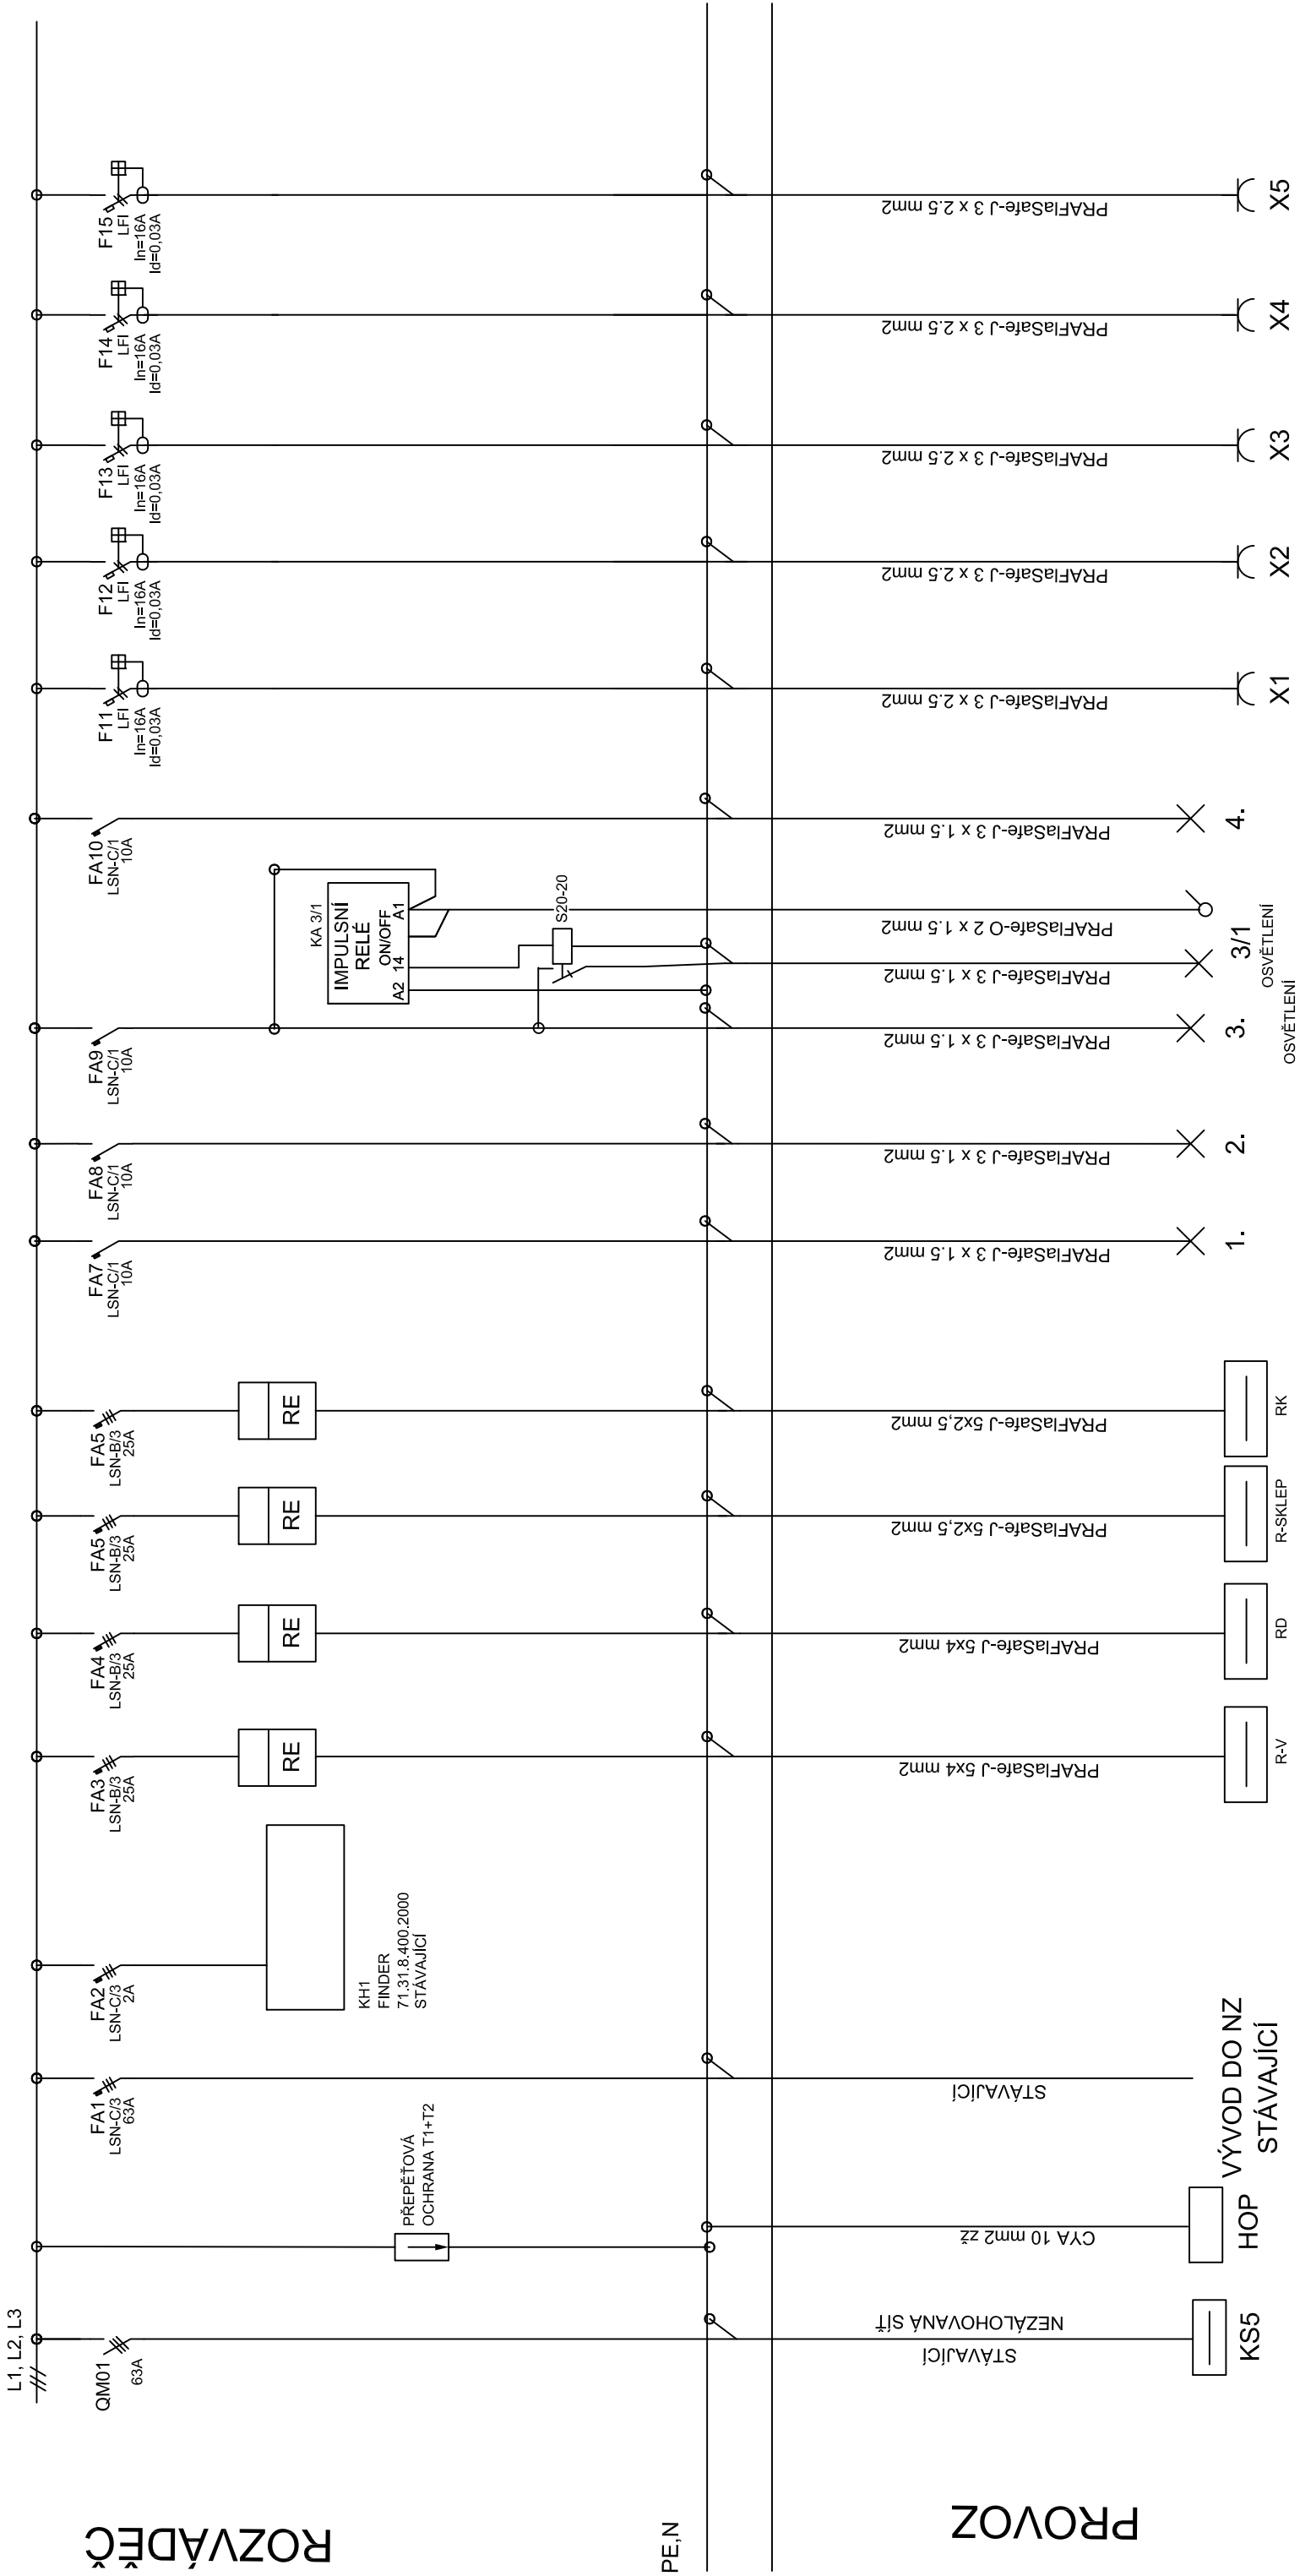 L1, L2, L3
QM01
63A
ROZVÁDĚČ
PE,N
PROVOZ
NEZÁLOHOVANÁ SÍŤ
STÁVAJÍCÍ
KS5
PŘEPĚŤOVÁ
OCHRANA T1+T2
CYA 10 mm2 zž
HOP
FA1
LSN-C/3
63A
STÁVAJÍCÍ
VÝVOD DO NZ
STÁVAJÍCÍ
FA2
LSN-C/3
2A
KH1
FINDER
71.31.8.400.2000
STÁVAJÍCÍ
FA3
LSN-B/3
25A
RE
PRAFlaSafe-J 5x4 mm2
R-V
FA4
LSN-B/3
25A
RE
PRAFlaSafe-J 5x4 mm2
RD
FA5
LSN-B/3
25A
RE
PRAFlaSafe-J 5x2,5 mm2
R-SKLEP
FA5
LSN-B/3
25A
RE
PRAFlaSafe-J 5x2,5 mm2
RK
FA7
LSN-C/1
10A
PRAFlaSafe-J 3 x 1.5 mm2
1.
FA8
LSN-C/1
10A
PRAFlaSafe-J 3 x 1.5 mm2
2.
FA9
LSN-C/1
10A
PRAFlaSafe-J 3 x 1.5 mm2
3.
OSVĚTLENÍ
KA 3/1
IMPULSNÍ
RELÉ
ON/OFF
A2 14 A1
S20-20
PRAFlaSafe-J 3 x 1.5 mm2
PRAFlaSafe-O 2 x 1.5 mm2
3/1
OSVĚTLENÍ
FA10
LSN-C/1
10A
PRAFlaSafe-J 3 x 1.5 mm2
4.
F11
LFI
In=16A
Id=0,03A
PRAFlaSafe-J 3 x 2.5 mm2
X1
F12
LFI
In=16A
Id=0,03A
PRAFlaSafe-J 3 x 2.5 mm2
X2
F13
LFI
In=16A
Id=0,03A
PRAFlaSafe-J 3 x 2.5 mm2
X3
F14
LFI
In=16A
Id=0,03A
PRAFlaSafe-J 3 x 2.5 mm2
X4
F15
LFI
In=16A
Id=0,03A
PRAFlaSafe-J 3 x 2.5 mm2
X5